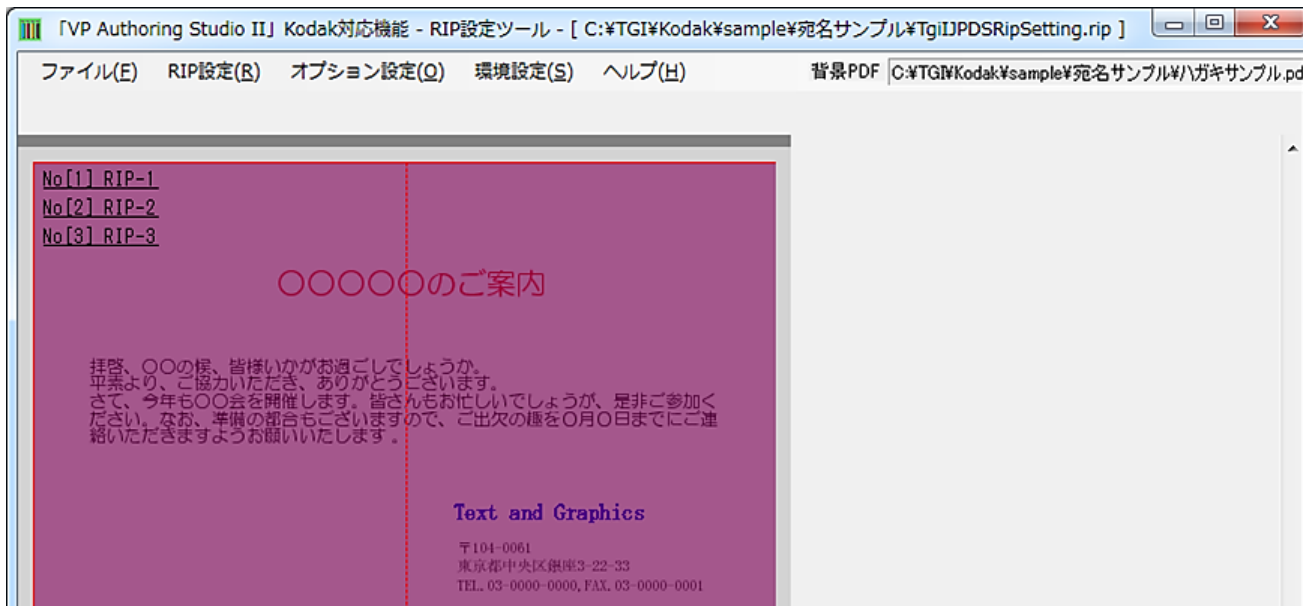 「VP Authoring Studio II」 Kodak対応機能 - RIP設定ツール - [ C:¥TGI¥Kodak¥sample¥宛名サンプル¥TgiIJPDSRipSetting.rip ]
ファイル(F) RIP設定(R) オプション設定(O) 環境設定(S) ヘルプ(H) 背景PDF C:¥TGI¥Kodak¥sample¥宛名サンプル¥ハガキサンプル.pd
No[1] RIP-1
No[2] RIP-2
No[3] RIP-3
〇〇〇〇〇のご案内
拝啓、〇〇の候、皆様いかがお過ごしでしょうか。
平素より、ご協力いただき、ありがとうございます。
さて、今年も〇〇会を開催します。皆さんもお忙しいでしょうが、是非ご参加く
ださい。なお、準備の都合もございますので、ご出欠の趣を〇月〇日までにご連
絡いただきますようお願いいたします。
Text and Graphics
〒104-0061
東京都中央区銀座3-22-33
TEL. 03-0000-0000, FAX. 03-0000-0001